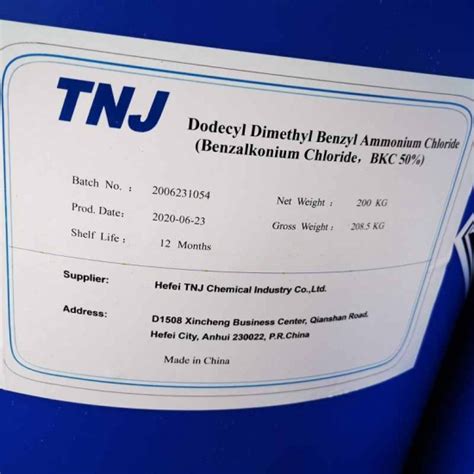 TNJ
Dodecyl Dimethyl Benzyl Ammonium Chloride
(Benzalkonium Chloride, BKC 50%)
Batch No. : 2006231054 Net Weight : 200 KG
Prod. Date: 2020-06-23 Gross Weight : 208.5 KG
Shelf Life : 12 Months
Supplier: Hefei TNJ Chemical Industry Co.,Ltd.
Address: D1508 Xincheng Business Center, Qianshan Road,
Hefei City, Anhui 230022, P.R.China
Made in China